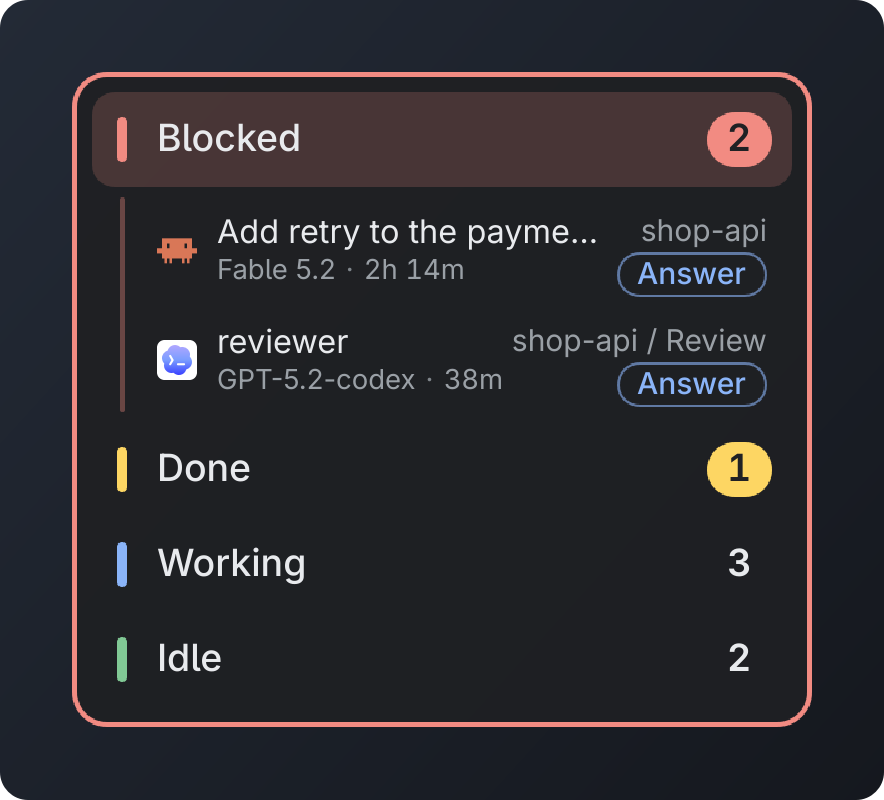 Blocked 2
Add retry to the payme... shop-api
Fable 5.2 · 2h 14m Answer
reviewer shop-api / Review
GPT-5.2-codex · 38m Answer
Done 1
Working 3
Idle 2